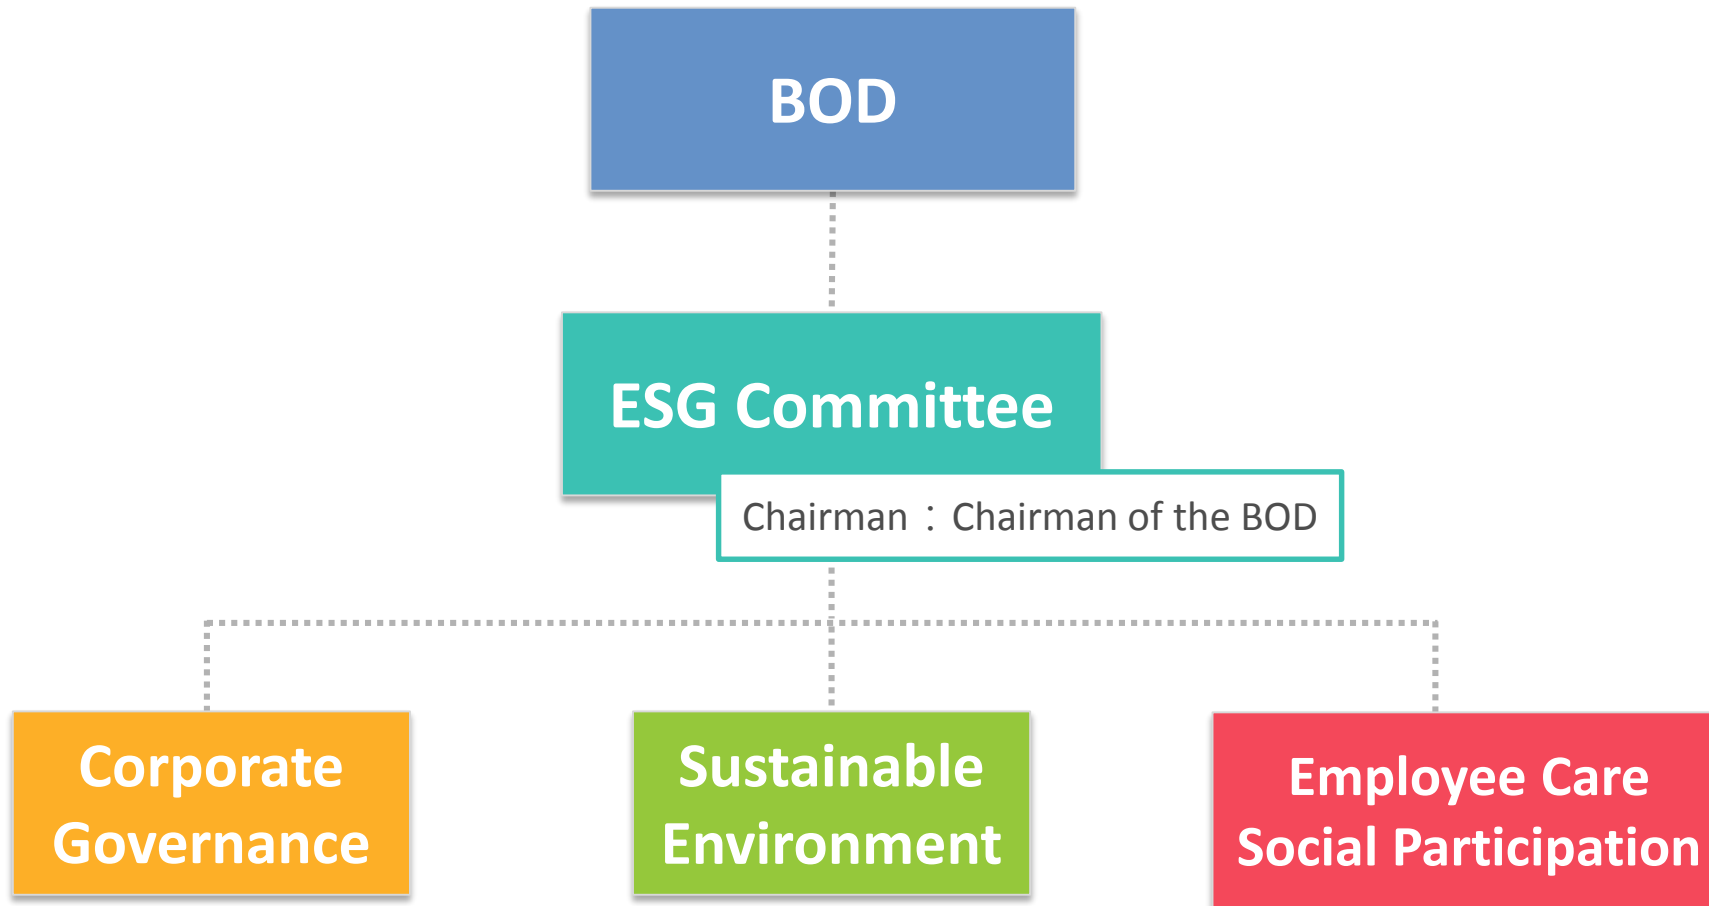 BOD
ESG Committee
Chairman：Chairman of the BOD
Corporate
Governance
Sustainable
Environment
Employee Care
Social Participation